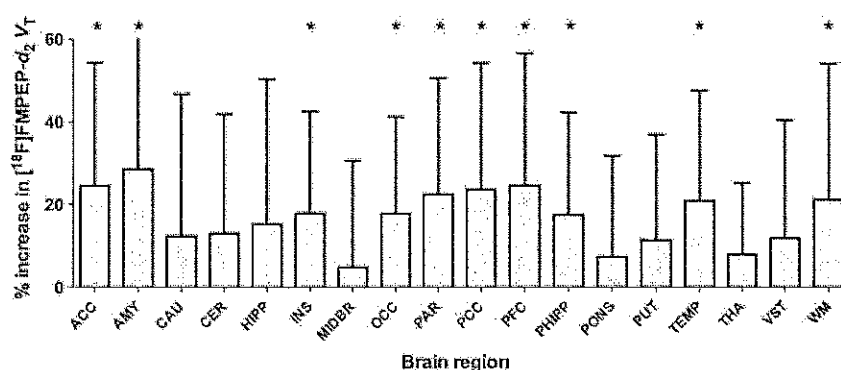 * * * * * * * * * *
60
40
20
0
% increase in [¹⁸F]FMPEP-d₂ V_T
ACC AMY CAU CER HIPP INS MIDBR OCC PAR PCC PFC PHIPP PONS PUT TEMP THA VST WM
Brain region